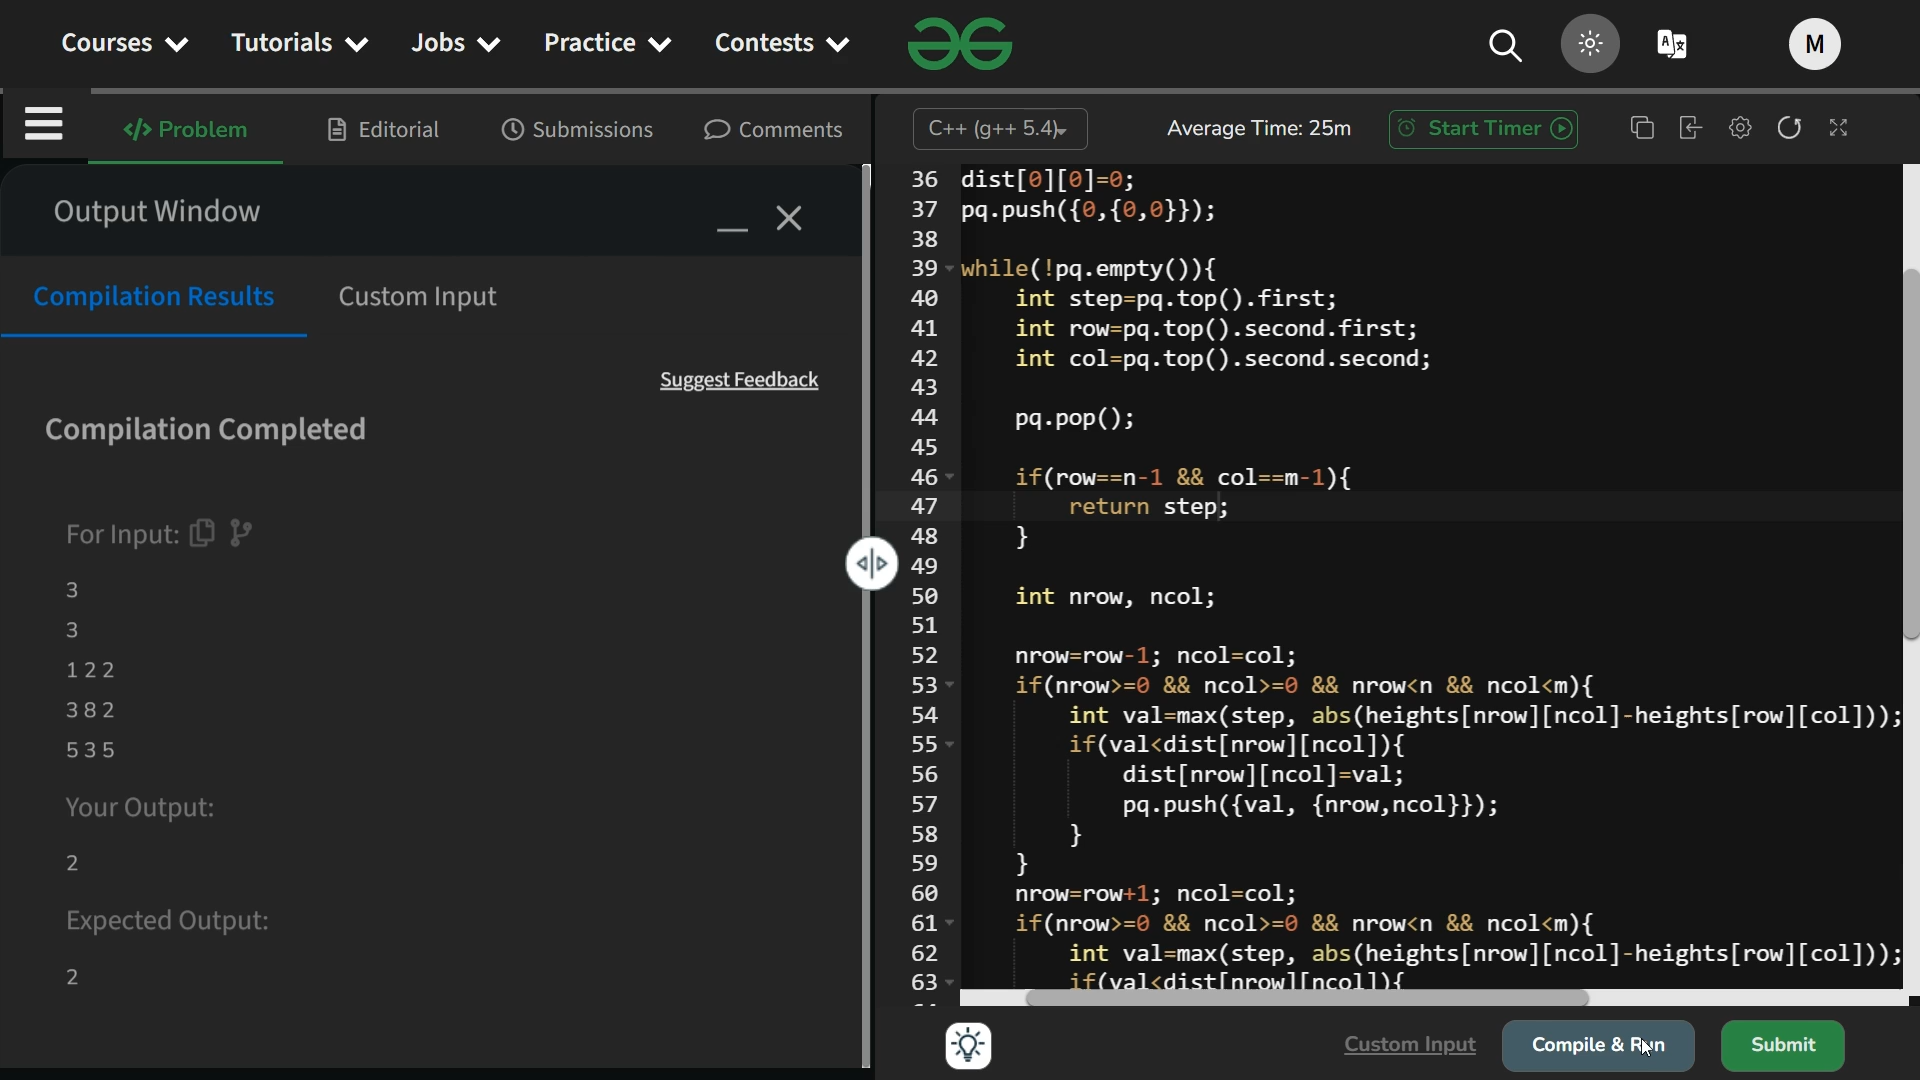 Courses Tutorials Jobs Practice Contests
M
</> Problem Editorial Submissions Comments
C++ (g++ 5.4) Average Time: 25m Start Timer
Output Window
Compilation Results Custom Input
Suggest Feedback
Compilation Completed
For Input:
3
3
1 2 2
3 8 2
5 3 5
Your Output:
2
Expected Output:
2
36 dist[0][0]=0;
37 pq.push({0,{0,0}});
38
39 while(!pq.empty()){
40 int step=pq.top().first;
41 int row=pq.top().second.first;
42 int col=pq.top().second.second;
43
44 pq.pop();
45
46 if(row==n-1 && col==m-1){
47 return step;
48 }
49
50 int nrow, ncol;
51
52 nrow=row-1; ncol=col;
53 if(nrow>=0 && ncol>=0 && nrow<n && ncol<m){
54 int val=max(step, abs(heights[nrow][ncol]-heights[row][col]));
55 if(val<dist[nrow][ncol]){
56 dist[nrow][ncol]=val;
57 pq.push({val, {nrow,ncol}});
58 }
59 }
60 nrow=row+1; ncol=col;
61 if(nrow>=0 && ncol>=0 && nrow<n && ncol<m){
62 int val=max(step, abs(heights[nrow][ncol]-heights[row][col]));
63 if(val<dist[nrow][ncol]){
Custom Input Compile & Run Submit